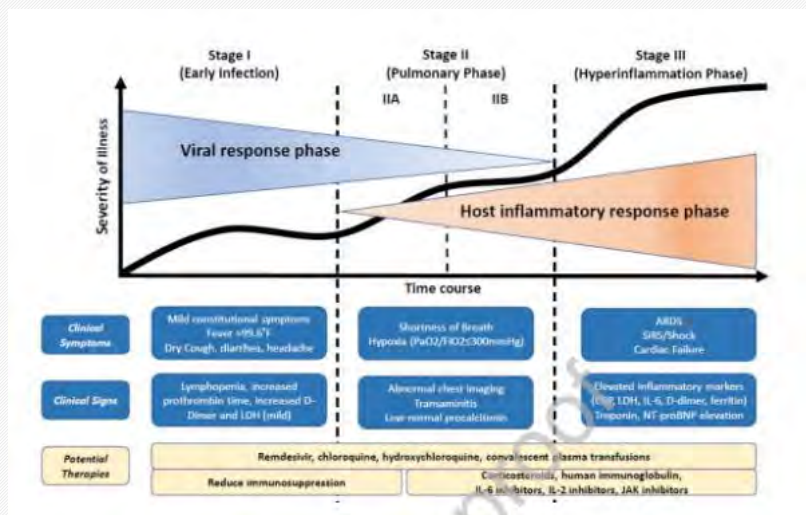 Stage I
(Early Infection)
Stage II
(Pulmonary Phase)
Stage III
(Hyperinflammation Phase)
IIA
IIB
Severity of Illness
Viral response phase
Host inflammatory response phase
Time course
Clinical
Symptoms
Mild constitutional symptoms
Fever >99.6°F
Dry Cough, diarrhea, headache
Shortness of Breath
Hypoxia (PaO2/FiO2≤300mmHg)
ARDS
SIRS/Shock
Cardiac Failure
Clinical Signs
Lymphopenia, increased
prothrombin time, increased D-
Dimer and LDH (mild)
Abnormal chest imaging
Transaminitis
Low-normal procalcitonin
Elevated inflammatory markers
(CRP, LDH, IL-6, D-dimer, ferritin)
Troponin, NT-proBNP elevation
Potential
Therapies
Remdesivir, chloroquine, hydroxychloroquine, convalescent plasma transfusions
Reduce immunosuppression
Corticosteroids, human immunoglobulin,
IL-6 inhibitors, IL-2 inhibitors, JAK inhibitors
proof